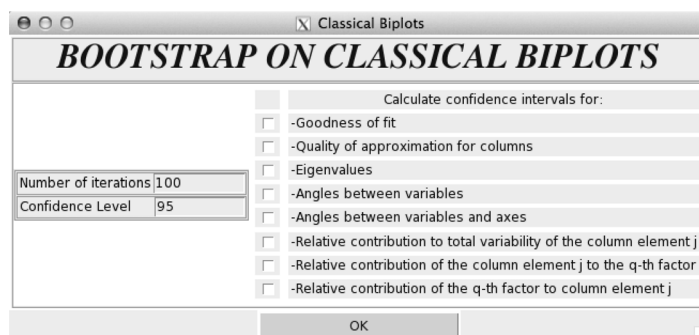 Classical Biplots
BOOTSTRAP ON CLASSICAL BIPLOTS
Calculate confidence intervals for:
-Goodness of fit
-Quality of approximation for columns
-Eigenvalues
Number of iterations 100
-Angles between variables
Confidence Level 95
-Angles between variables and axes
-Relative contribution to total variability of the column element j
-Relative contribution of the column element j to the q-th factor
-Relative contribution of the q-th factor to column element j
OK